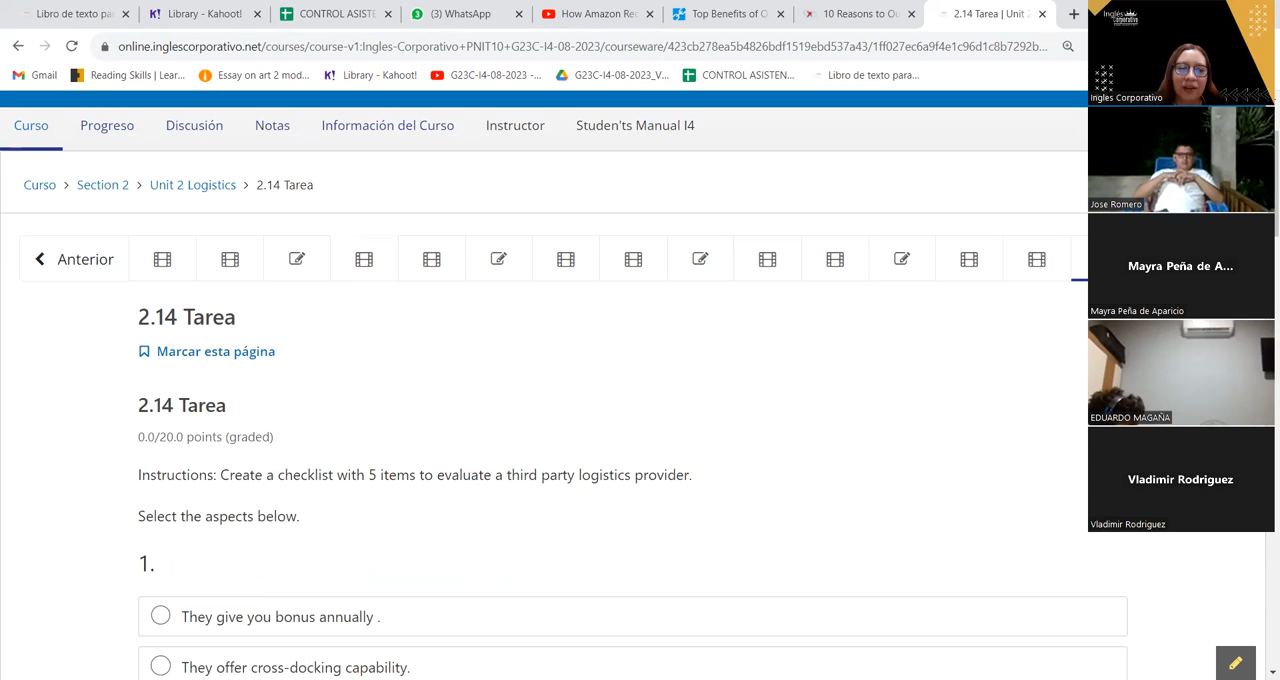 Libro de texto pa
Library - Kahoot!
CONTROL ASISTE
(3) WhatsApp
How Amazon Rec
Top Benefits of O
10 Reasons to Ou
2.14 Tarea | Unit 2
online.inglescorporativo.net/courses/course-v1:Ingles-Corporativo+PNIT10+G23C-I4-08-2023/courseware/423cb278ea5b4826bdf1519ebd537a43/1ff027ec6a9f4e1c96d1c8b7292b...
Gmail
Reading Skills | Lear...
Essay on art 2 mod...
Library - Kahoot!
G23C-I4-08-2023 -...
G23C-I4-08-2023_V...
CONTROL ASISTEN...
Libro de texto para...
Inglés Corporativo
Ingles Corporativo
Curso
Progreso
Discusión
Notas
Información del Curso
Instructor
Studen'ts Manual I4
Curso > Section 2 > Unit 2 Logistics > 2.14 Tarea
Jose Romero
Anterior
Mayra Peña de A...
Mayra Peña de Aparicio
2.14 Tarea
Marcar esta página
2.14 Tarea
EDUARDO MAGAÑA
0.0/20.0 points (graded)
Instructions: Create a checklist with 5 items to evaluate a third party logistics provider.
Vladimir Rodriguez
Select the aspects below.
Vladimir Rodriguez
1.
They give you bonus annually .
They offer cross-docking capability.